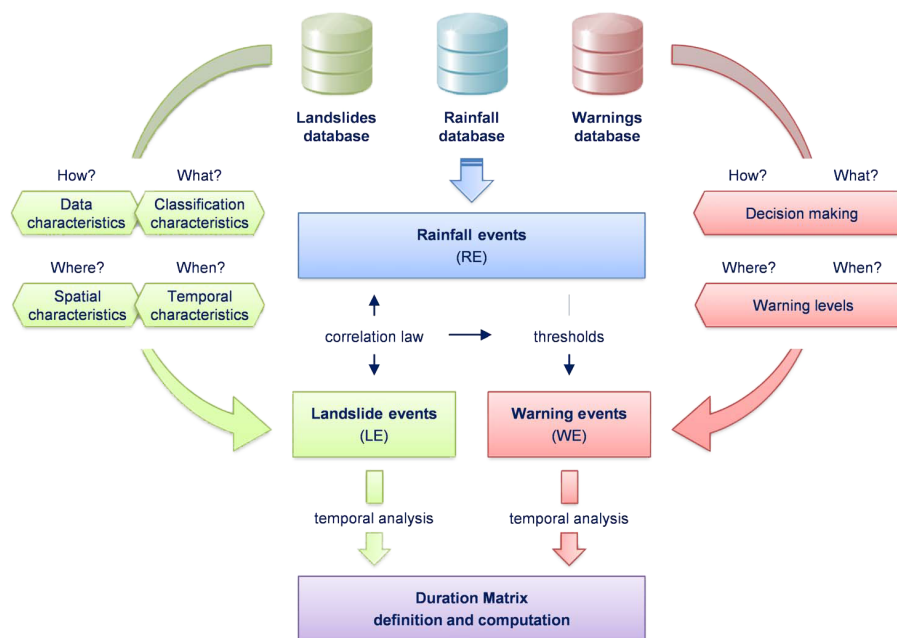 Landslides
database
Rainfall
database
Warnings
database
How? What?
Data
characteristics
Classification
characteristics
Where? When?
Spatial
characteristics
Temporal
characteristics
How? What?
Decision making
Where? When?
Warning levels
Rainfall events
(RE)
correlation law
thresholds
Landslide events
(LE)
Warning events
(WE)
temporal analysis
temporal analysis
Duration Matrix
definition and computation